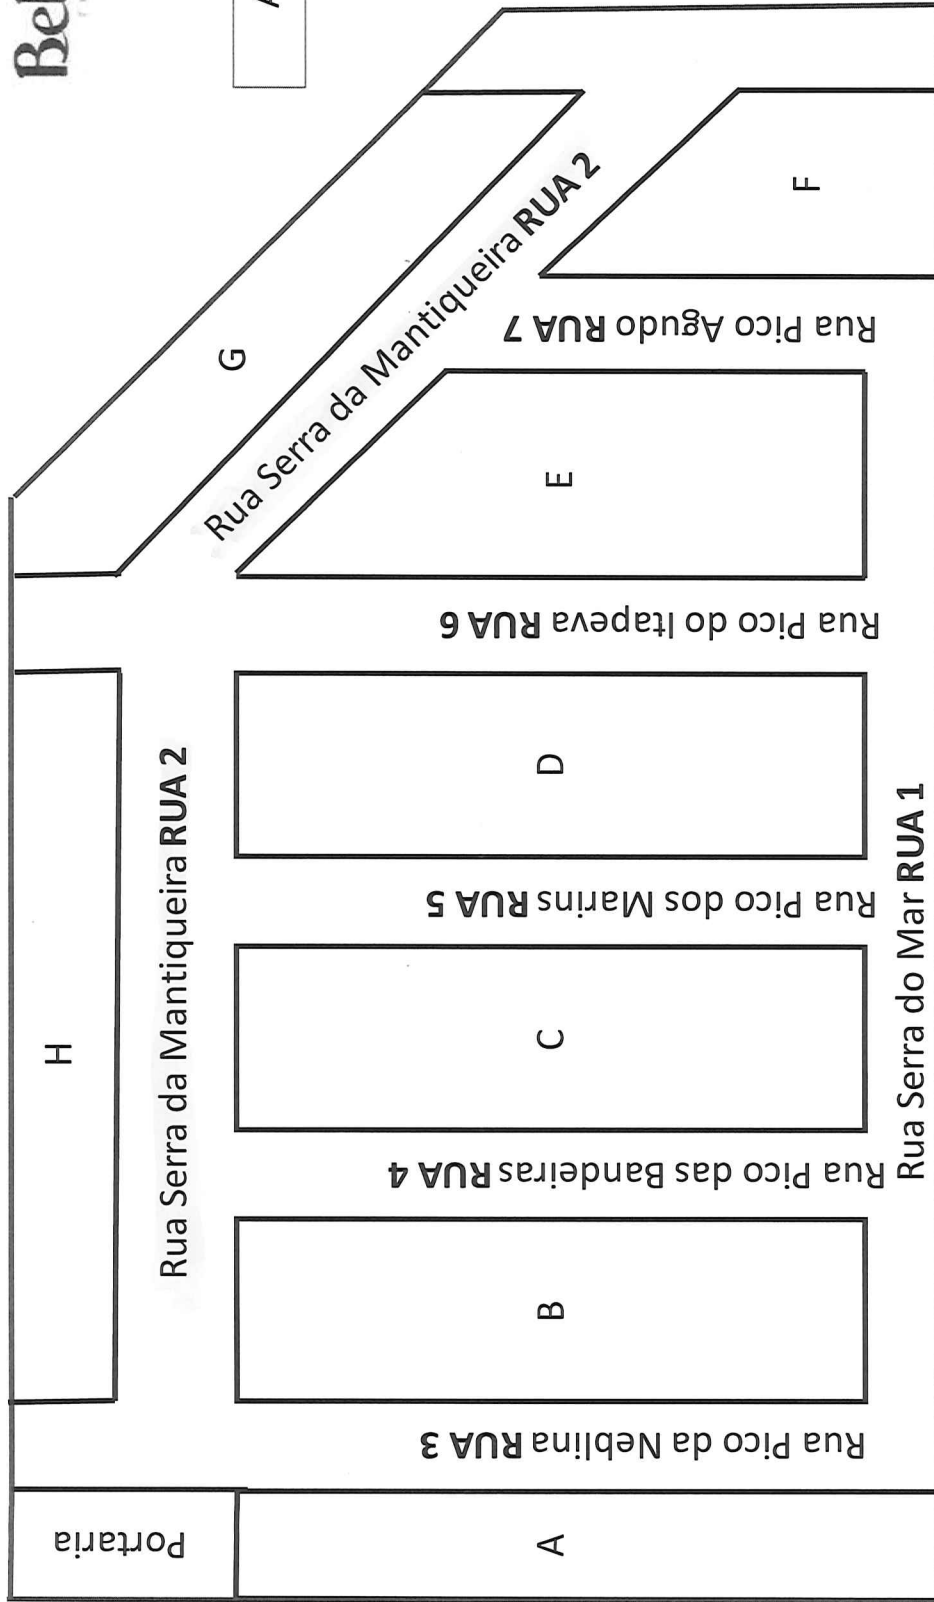 Bel
A
G
Rua Serra da Mantiqueira RUA 2
F
Rua Pico Agudo RUA 7
E
Rua Pico do Itapeva RUA 6
H
Rua Serra da Mantiqueira RUA 2
D
Rua Pico dos Marins RUA 5
C
Rua Pico das Bandeiras RUA 4
Rua Serra do Mar RUA 1
B
Rua Pico da Neblina RUA 3
Portaria
A